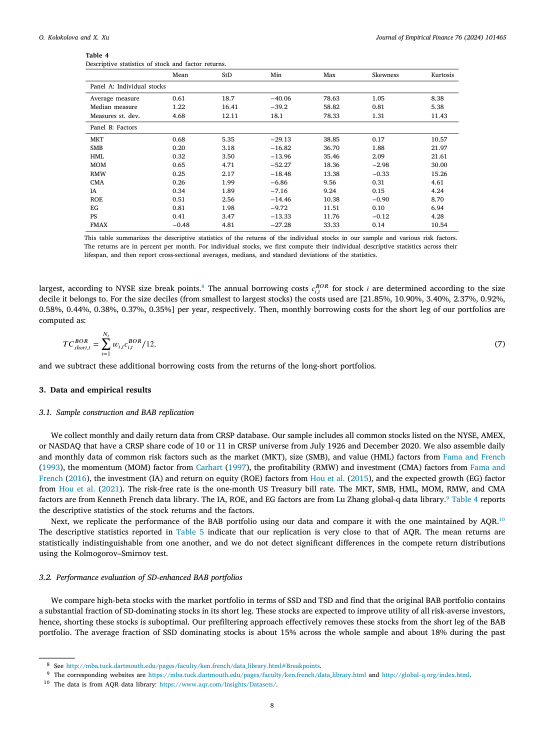 O. Kolokolova and X. Xu
Journal of Empirical Finance 76 (2024) 101465
Table 4
Descriptive statistics of stock and factor returns.
Mean StD Min Max Skewness Kurtosis
Panel A: Individual stocks
Average measure 0.61 18.7 −40.06 78.63 1.05 8.38
Median measure 1.22 16.41 −39.2 58.82 0.81 5.38
Measures st. dev. 4.68 12.11 18.1 78.33 1.31 11.43
Panel B: Factors
MKT 0.68 5.35 −29.13 38.85 0.17 10.57
SMB 0.20 3.18 −16.82 36.70 1.88 21.97
HML 0.32 3.50 −13.96 35.46 2.09 21.61
MOM 0.65 4.71 −52.27 18.36 −2.98 30.00
RMW 0.25 2.17 −18.48 13.38 −0.33 15.26
CMA 0.26 1.99 −6.86 9.56 0.31 4.61
IA 0.34 1.89 −7.16 9.24 0.15 4.24
ROE 0.51 2.56 −14.46 10.38 −0.90 8.70
EG 0.81 1.98 −9.72 11.51 0.10 6.94
PS 0.41 3.47 −13.33 11.76 −0.12 4.28
FMAX −0.48 4.81 −27.28 33.33 0.14 10.54
This table summarizes the descriptive statistics of the returns of the individual stocks in our sample and various risk factors.
The returns are in percent per month. For individual stocks, we first compute their individual descriptive statistics across their
lifespan, and then report cross-sectional averages, medians, and standard deviations of the statistics.
largest, according to NYSE size break points.8 The annual borrowing costs c^{BOR}_{i,t} for stock i are determined according to the size
decile it belongs to. For the size deciles (from smallest to largest stocks) the costs used are [21.85%, 10.90%, 3.40%, 2.37%, 0.92%,
0.58%, 0.44%, 0.38%, 0.37%, 0.35%] per year, respectively. Then, monthly borrowing costs for the short leg of our portfolios are
computed as:
TC^{BOR}_{short,t} = \sum_{i=1}^{N_t} w_{i,t} c^{BOR}_{i,t}/12, (7)
and we subtract these additional borrowing costs from the returns of the long-short portfolios.
3. Data and empirical results
3.1. Sample construction and BAB replication
We collect monthly and daily return data from CRSP database. Our sample includes all common stocks listed on the NYSE, AMEX,
or NASDAQ that have a CRSP share code of 10 or 11 in CRSP universe from July 1926 and December 2020. We also assemble daily
and monthly data of common risk factors such as the market (MKT), size (SMB), and value (HML) factors from Fama and French
(1993), the momentum (MOM) factor from Carhart (1997), the profitability (RMW) and investment (CMA) factors from Fama and
French (2016), the investment (IA) and return on equity (ROE) factors from Hou et al. (2015), and the expected growth (EG) factor
from Hou et al. (2021). The risk-free rate is the one-month US Treasury bill rate. The MKT, SMB, HML, MOM, RMW, and CMA
factors are from Kenneth French data library. The IA, ROE, and EG factors are from Lu Zhang global-q data library.9 Table 4 reports
the descriptive statistics of the stock returns and the factors.
Next, we replicate the performance of the BAB portfolio using our data and compare it with the one maintained by AQR.10
The descriptive statistics reported in Table 5 indicate that our replication is very close to that of AQR. The mean returns are
statistically indistinguishable from one another, and we do not detect significant differences in the compete return distributions
using the Kolmogorov–Smirnov test.
3.2. Performance evaluation of SD-enhanced BAB portfolios
We compare high-beta stocks with the market portfolio in terms of SSD and TSD and find that the original BAB portfolio contains
a substantial fraction of SD-dominating stocks in its short leg. These stocks are expected to improve utility of all risk-averse investors,
hence, shorting these stocks is suboptimal. Our prefiltering approach effectively removes these stocks from the short leg of the BAB
portfolio. The average fraction of SSD dominating stocks is about 15% across the whole sample and about 18% during the past
8 See http://mba.tuck.dartmouth.edu/pages/faculty/ken.french/data_library.html#Breakpoints.
9 The corresponding websites are https://mba.tuck.dartmouth.edu/pages/faculty/ken.french/data_library.html and http://global-q.org/index.html.
10 The data is from AQR data library: https://www.aqr.com/Insights/Datasets/.
8